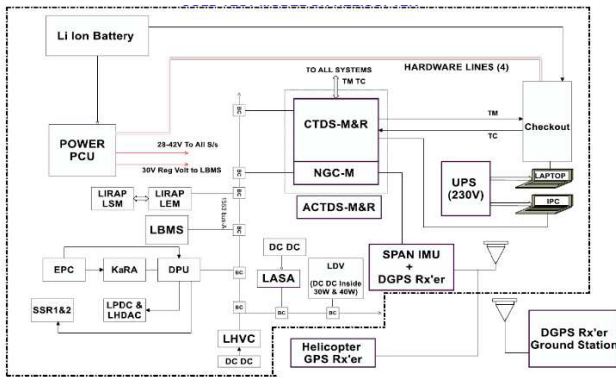 Li Ion Battery
TO ALL SYSTEMS
TM TC
HARDWARE LINES (4)
BC
CTDS-M&R
TM
TC
Checkout
POWER
PCU
28-42V To All S/s
30V Reg Volt to LBMS
BC
NGC-M
LAPTOP
UPS
(230V)
IPC
LIRAP
LSM
LIRAP
LEM
BC
1553 bus-A
ACTDS-M&R
LBMS
BC
DC DC
LDV
(DC DC Inside
30W & 40W)
SPAN IMU
+
DGPS Rx'er
EPC
KaRA
DPU
BC
LASA
SSR1&2
LPDC &
LHDAC
BC
BC
LHVC
DC DC
Helicopter
GPS Rx'er
DGPS Rx'er
Ground Station